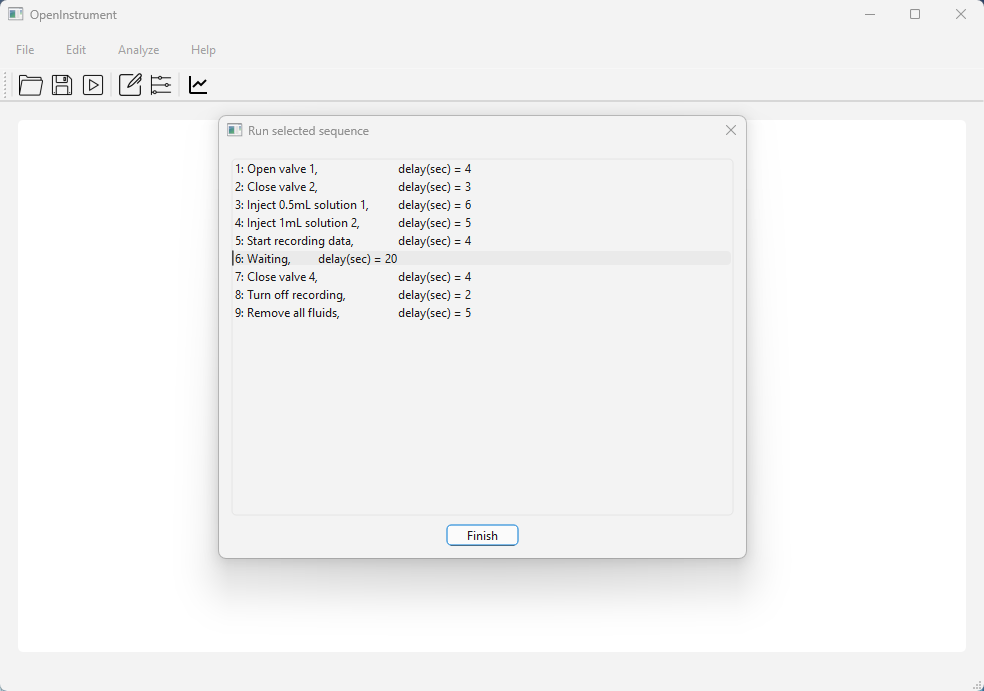 OpenInstrument
File Edit Analyze Help
Run selected sequence
1: Open valve 1, delay(sec) = 4
2: Close valve 2, delay(sec) = 3
3: Inject 0.5mL solution 1, delay(sec) = 6
4: Inject 1mL solution 2, delay(sec) = 5
5: Start recording data, delay(sec) = 4
6: Waiting, delay(sec) = 20
7: Close valve 4, delay(sec) = 4
8: Turn off recording, delay(sec) = 2
9: Remove all fluids, delay(sec) = 5
Finish